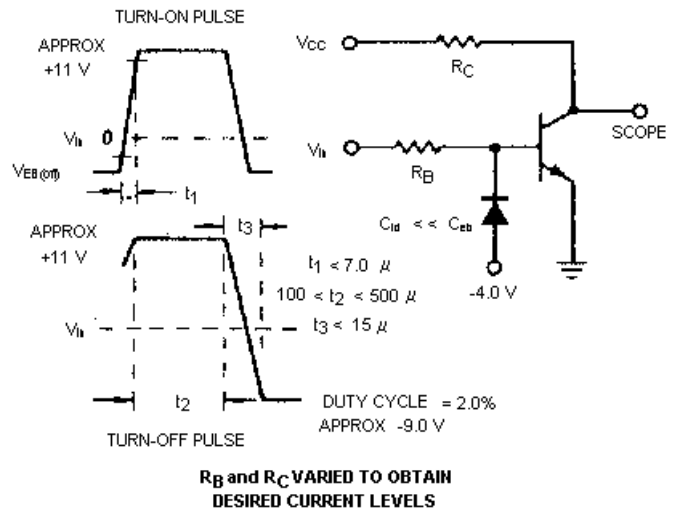 TURN-ON PULSE
APPROX
+11 V
Vin 0
VEB(off)
t1
VCC
RC
SCOPE
Vin
RB
Cjd << Ceb
-4.0 V
t3
APPROX
+11 V
t1 < 7.0 μ
100 < t2 < 500 μ
t3 < 15 μ
Vin
t2
DUTY CYCLE = 2.0%
APPROX -9.0 V
TURN-OFF PULSE
RB and RC VARIED TO OBTAIN
DESIRED CURRENT LEVELS